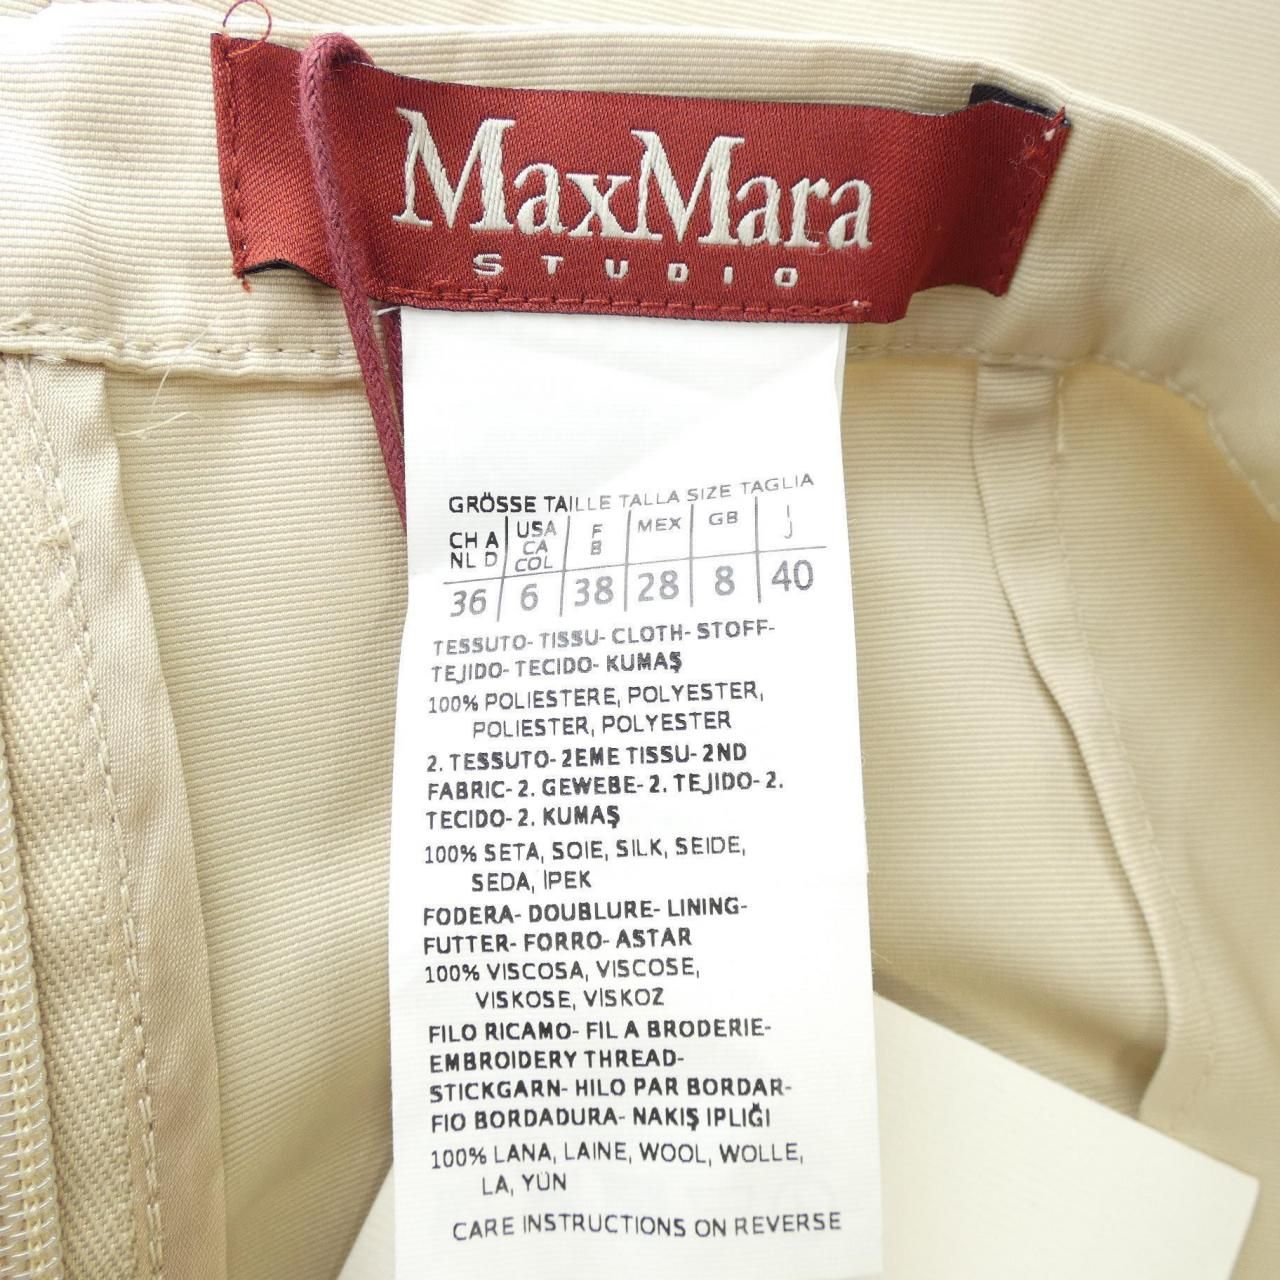 MaxMara
STUDIO
GRÖSSE TAILLE TALLA SIZE TAGLIA
CH A NL D USA CA COL F B MEX GB I J
36 6 38 28 8 40
TESSUTO- TISSU- CLOTH- STOFF-
TEJIDO- TECIDO- KUMAŞ
100% POLIESTERE, POLYESTER,
POLIESTER, POLYESTER
2. TESSUTO- 2EME TISSU- 2ND
FABRIC- 2. GEWEBE- 2. TEJIDO- 2.
TECIDO- 2. KUMAŞ
100% SETA, SOIE, SILK, SEIDE,
SEDA, IPEK
FODERA- DOUBLURE- LINING-
FUTTER- FORRO- ASTAR
100% VISCOSA, VISCOSE,
VISKOSE, VİSKOZ
FILO RICAMO- FIL A BRODERIE-
EMBROIDERY THREAD-
STICKGARN- HILO PAR BORDAR-
FIO BORDADURA- NAKIŞ IPLIĞI
100% LANA, LAINE, WOOL, WOLLE,
LA, YÜN
CARE INSTRUCTIONS ON REVERSE